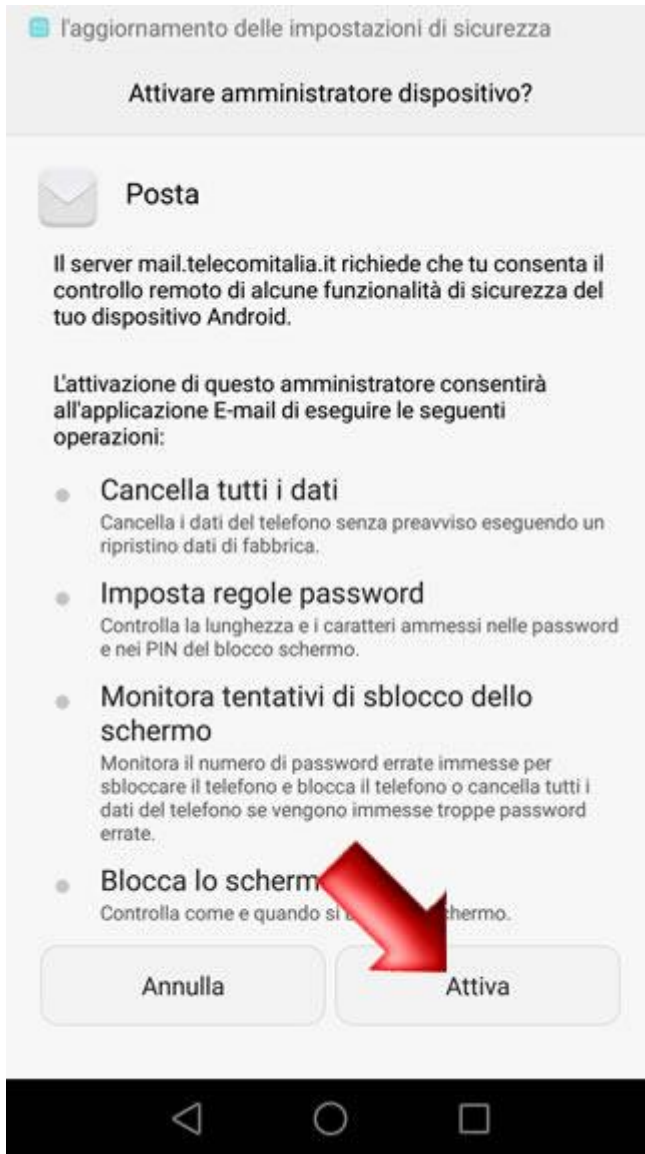 l'aggiornamento delle impostazioni di sicurezza
Attivare amministratore dispositivo?
Posta
Il server mail.telecomitalia.it richiede che tu consenta il
controllo remoto di alcune funzionalità di sicurezza del
tuo dispositivo Android.
L'attivazione di questo amministratore consentirà
all'applicazione E-mail di eseguire le seguenti
operazioni:
Cancella tutti i dati
Cancella i dati del telefono senza preavviso eseguendo un
ripristino dati di fabbrica.
Imposta regole password
Controlla la lunghezza e i caratteri ammessi nelle password
e nei PIN del blocco schermo.
Monitora tentativi di sblocco dello
schermo
Monitora il numero di password errate immesse per
sbloccare il telefono e blocca il telefono o cancella tutti i
dati del telefono se vengono immesse troppe password
errate.
Blocca lo scherm
Controlla come e quando si hermo.
Annulla Attiva